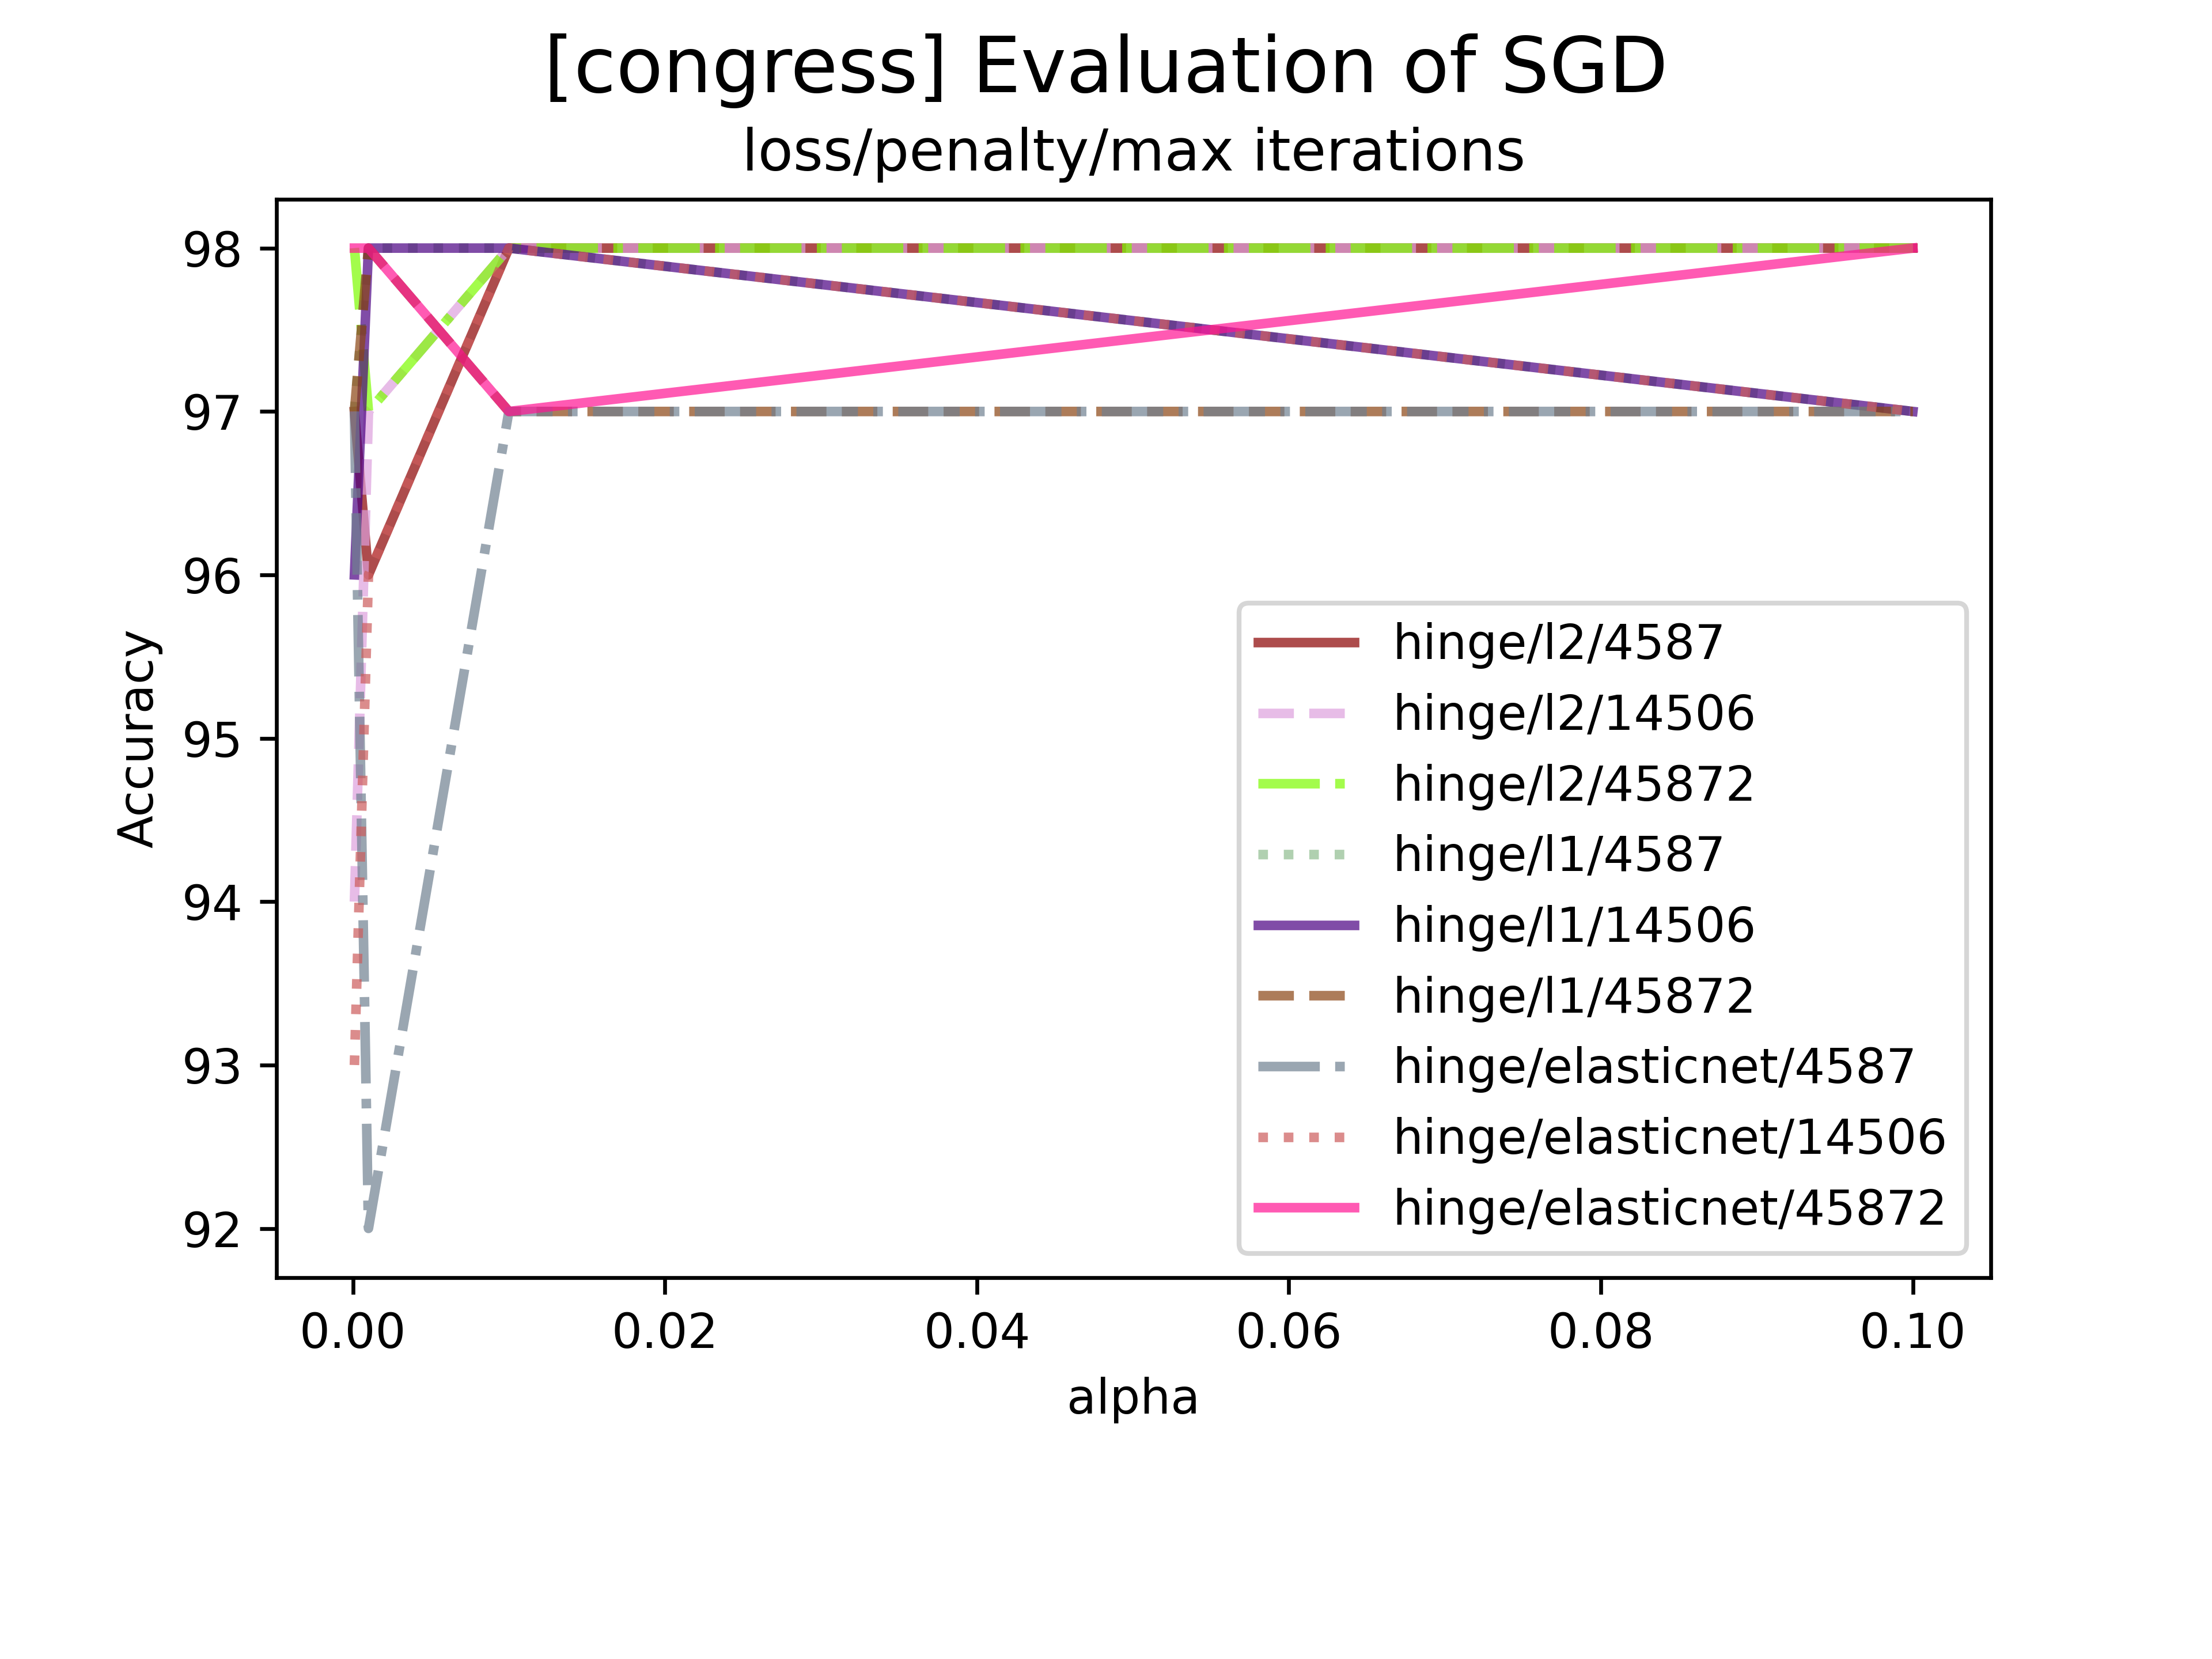 [congress] Evaluation of SGD
loss/penalty/max iterations
98
97
96
95
94
93
92
Accuracy
hinge/l2/4587
hinge/l2/14506
hinge/l2/45872
hinge/l1/4587
hinge/l1/14506
hinge/l1/45872
hinge/elasticnet/4587
hinge/elasticnet/14506
hinge/elasticnet/45872
0.00 0.02 0.04 0.06 0.08 0.10
alpha